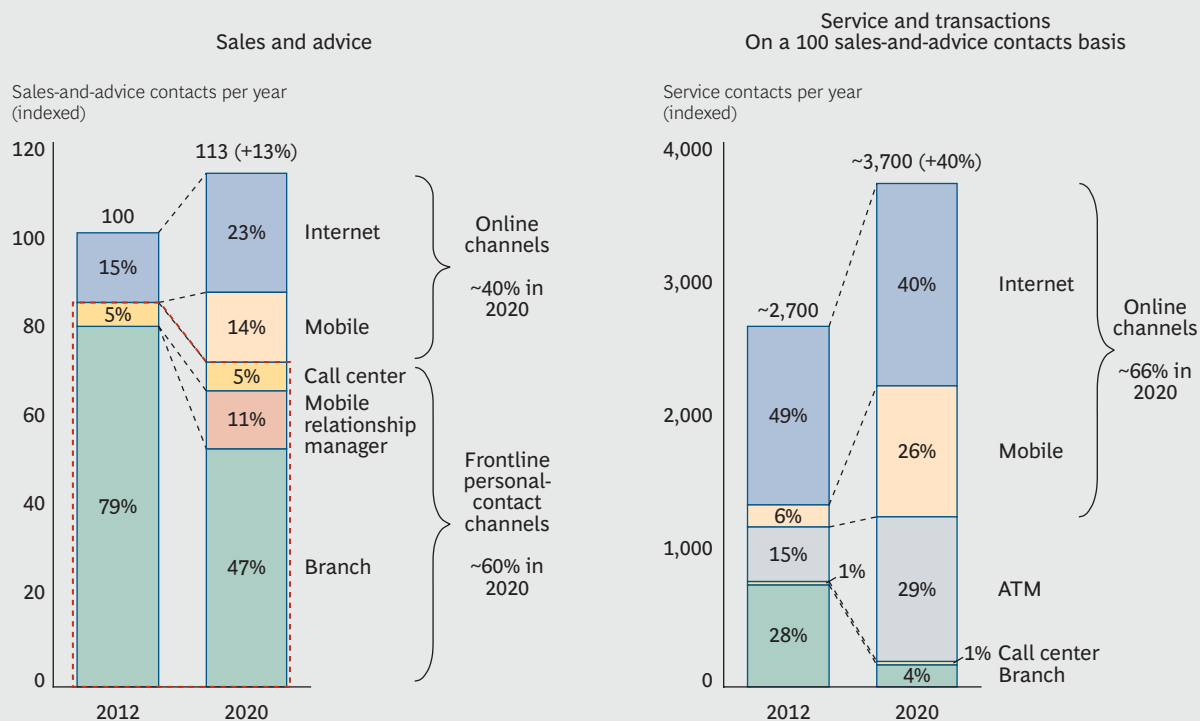 Sales and advice
Sales-and-advice contacts per year
(indexed)
120
100
80
60
40
20
0
100
15%
5%
79%
2012
113 (+13%)
23%
14%
5%
11%
47%
2020
Internet
Mobile
Call center
Mobile
relationship
manager
Branch
Online
channels
~40% in
2020
Frontline
personal-
contact
channels
~60% in
2020
Service and transactions
On a 100 sales-and-advice contacts basis
Service contacts per year
(indexed)
4,000
3,000
2,000
1,000
0
~2,700
49%
6%
15%
1%
28%
2012
~3,700 (+40%)
40%
26%
29%
1%
4%
2020
Internet
Mobile
ATM
Call center
Branch
Online
channels
~66% in
2020